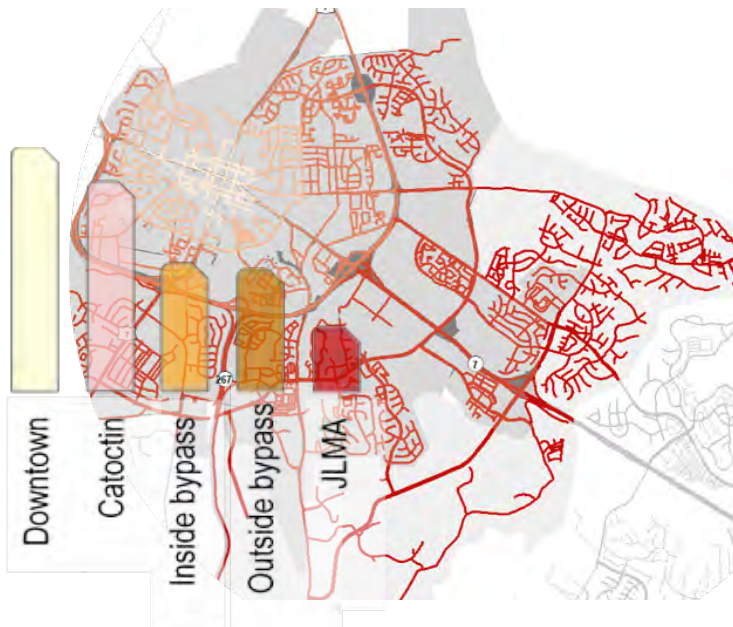 267
7
Downtown
Catoctin
Inside bypass
Outside bypass
JLMA